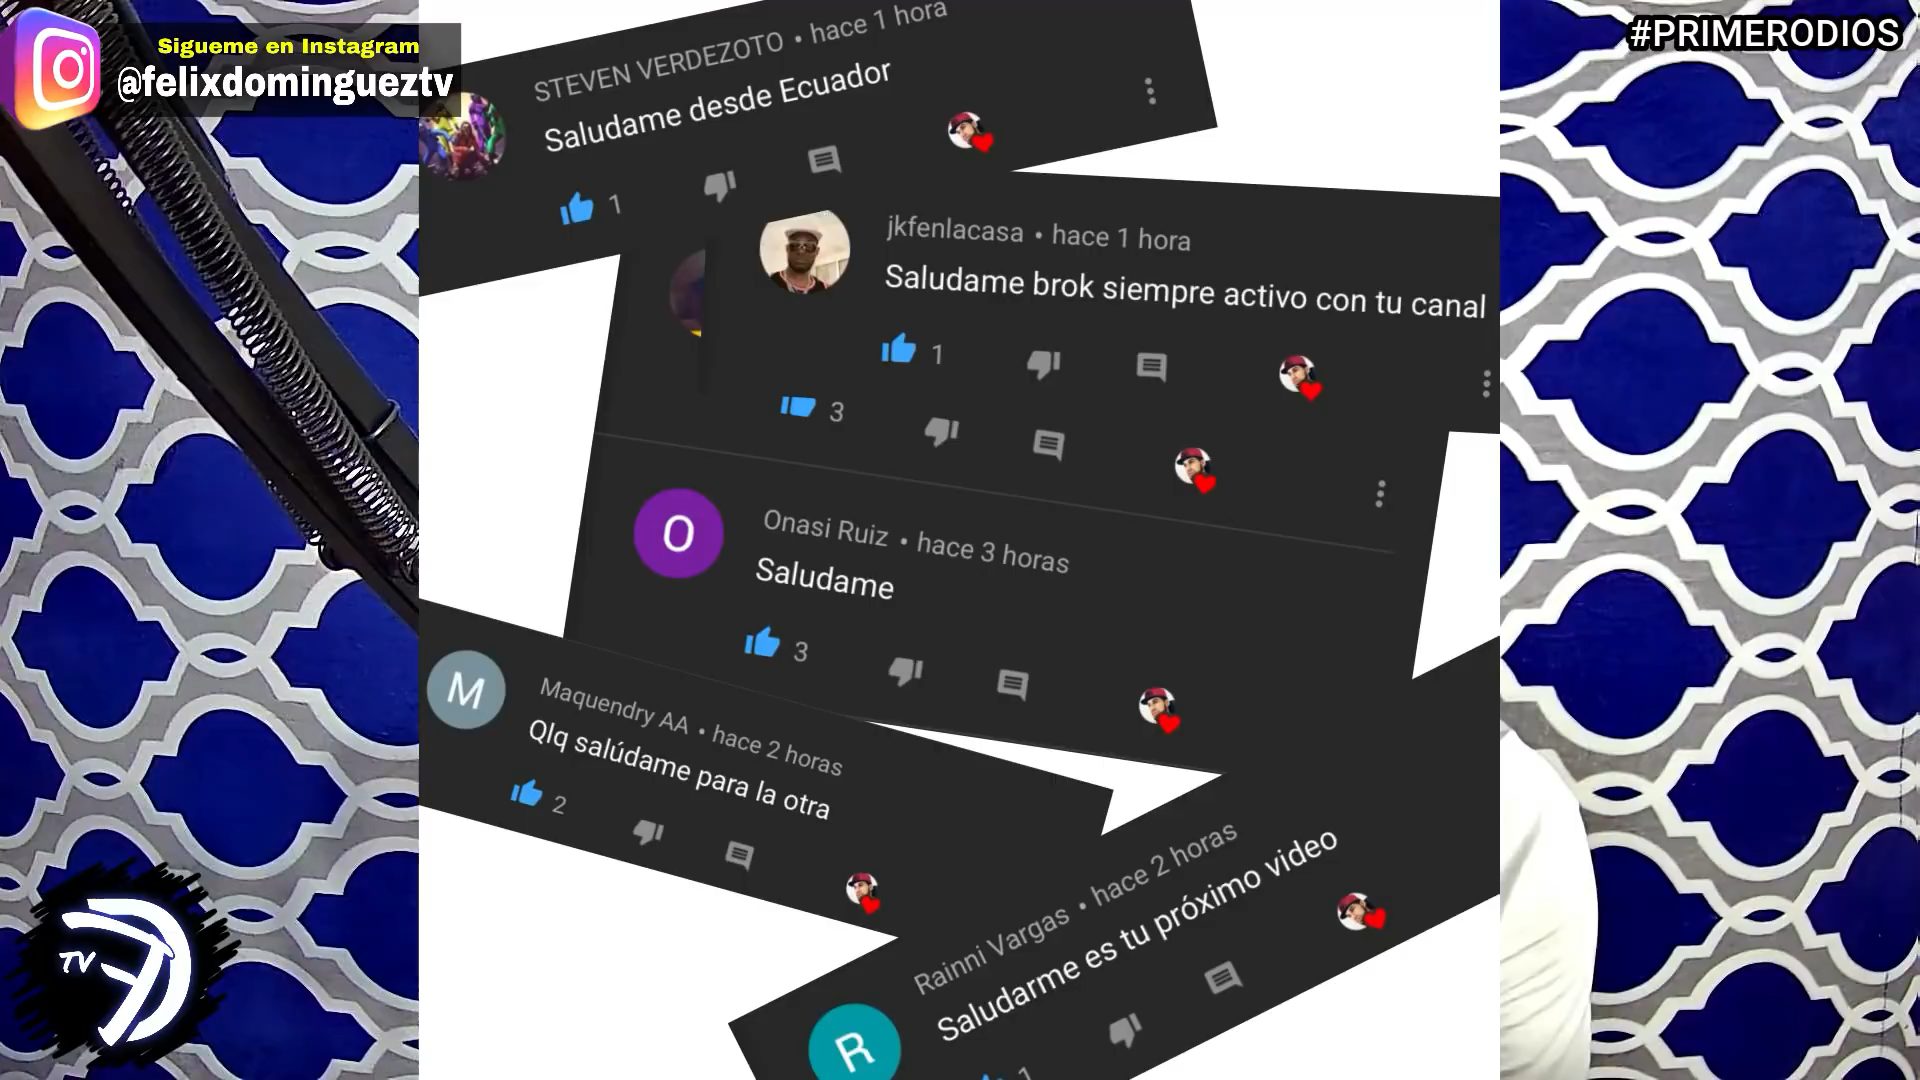 Sigueme en Instagram
@felixdomingueztv
#PRIMERODIOS
STEVEN VERDEZOTO • hace 1 hora
Saludame desde Ecuador
1
jkfenlacasa • hace 1 hora
Saludame brok siempre activo con tu canal
1
3
O
Onasi Ruiz • hace 3 horas
Saludame
3
M
Maquendry AA • hace 2 horas
Qlq salúdame para la otra
2
Rainni Vargas • hace 2 horas
Saludarme es tu próximo video
R
1
TV